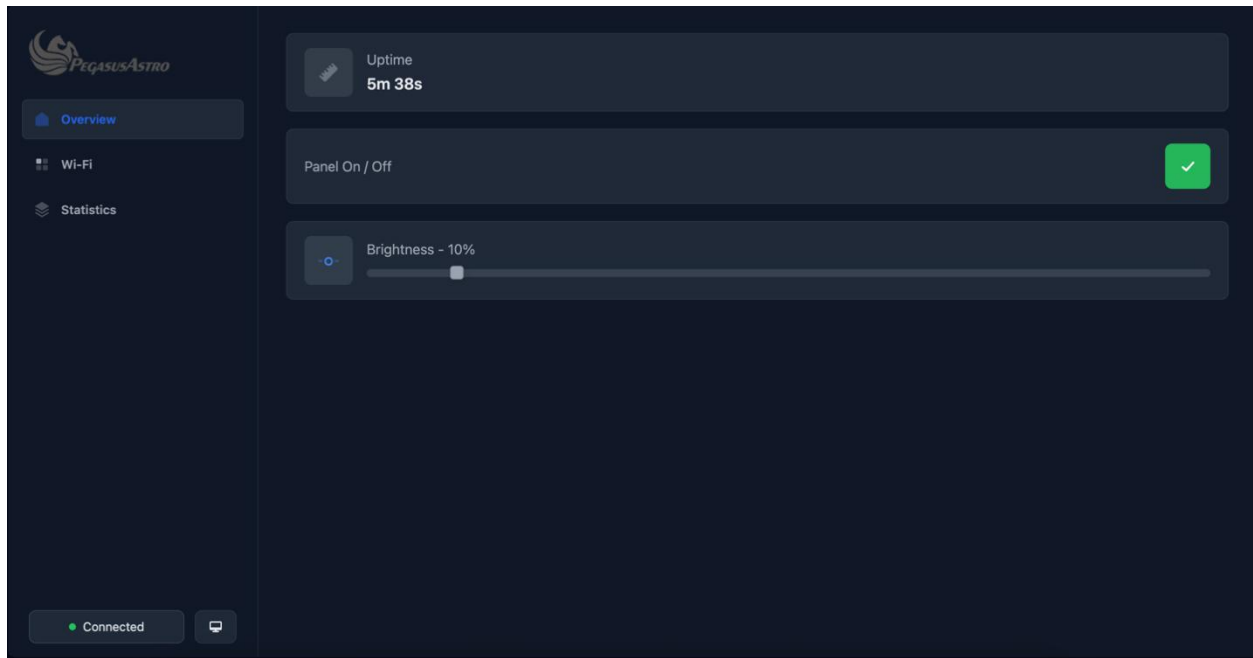 PEGASUSASTRO
Overview
Wi-Fi
Statistics
Connected
Uptime
5m 38s
Panel On / Off
Brightness - 10%